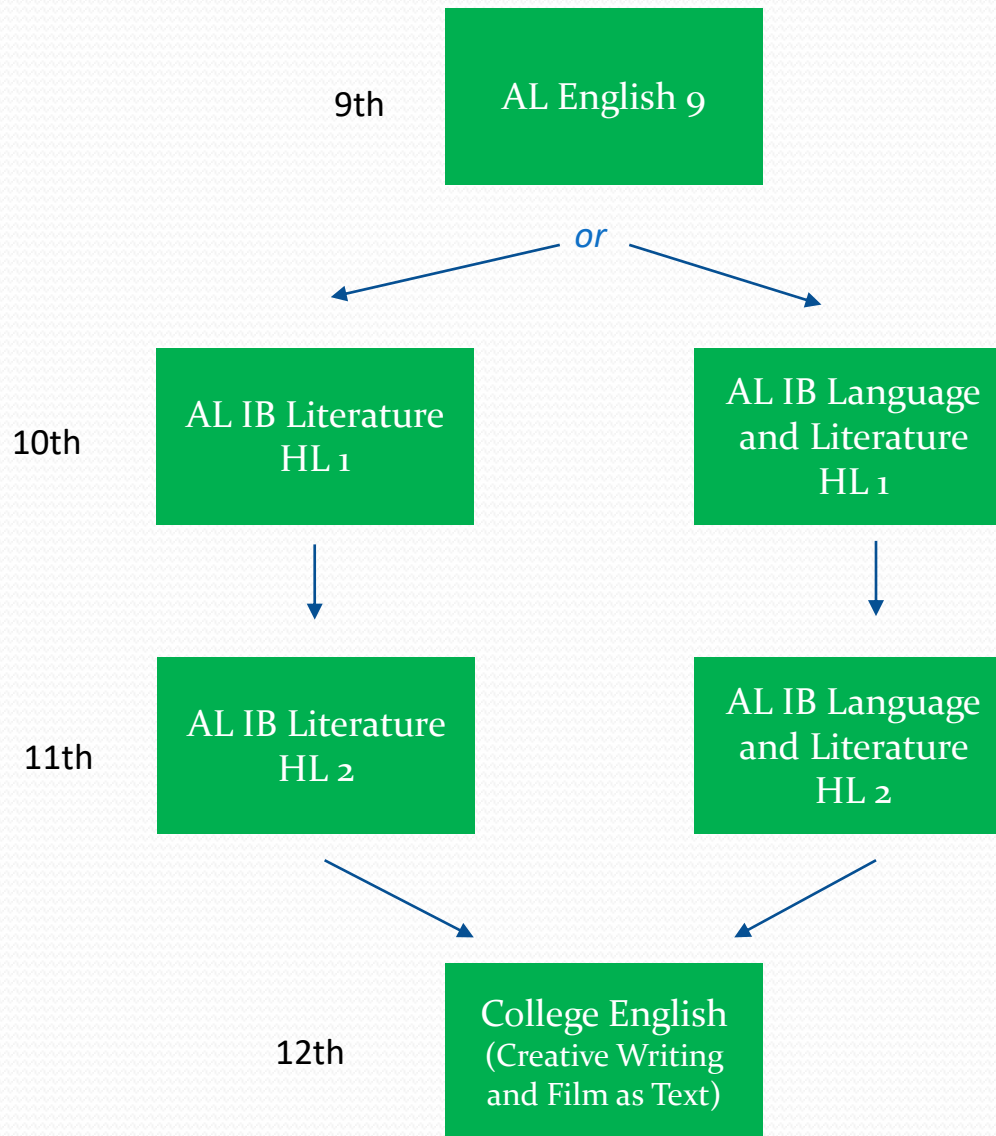 9th
AL English 9
or
10th
AL IB Literature
HL 1
AL IB Language
and Literature
HL 1
11th
AL IB Literature
HL 2
AL IB Language
and Literature
HL 2
12th
College English
(Creative Writing
and Film as Text)